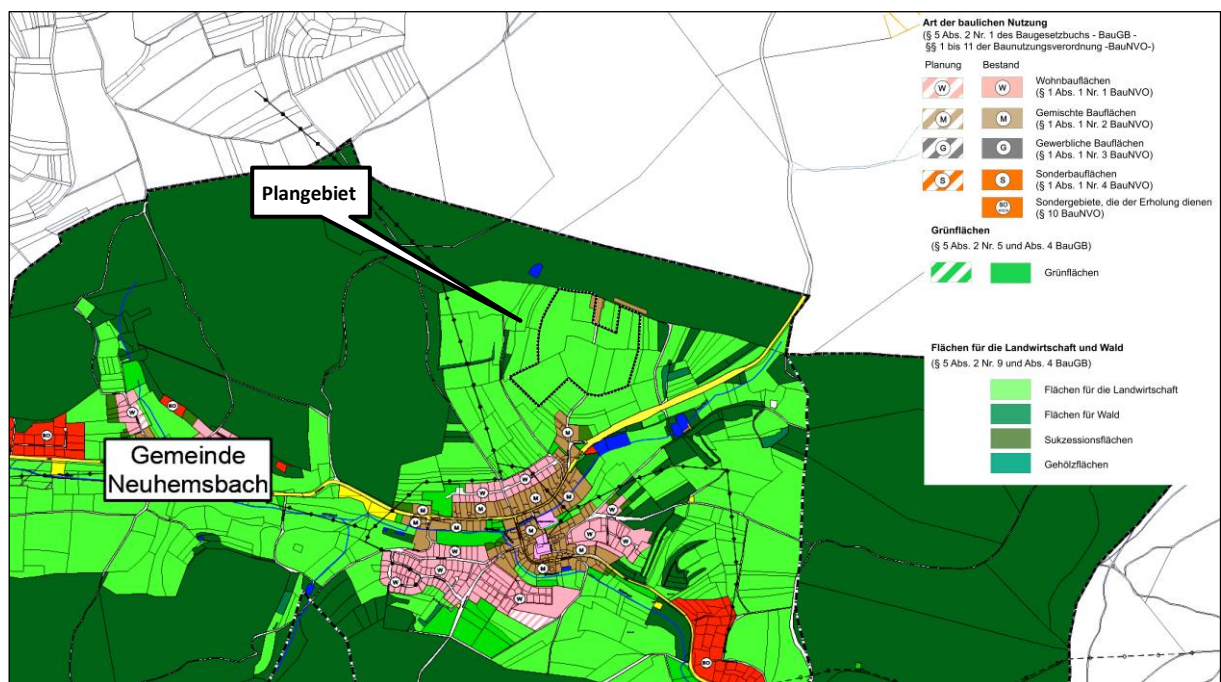 Art der baulichen Nutzung
(§ 5 Abs. 2 Nr. 1 des Baugesetzbuchs - BauGB -
§§ 1 bis 11 der Baunutzungsverordnung -BauNVO-)
Planung Bestand
W W Wohnbauflächen
(§ 1 Abs. 1 Nr. 1 BauNVO)
M M Gemischte Bauflächen
(§ 1 Abs. 1 Nr. 2 BauNVO)
G G Gewerbliche Bauflächen
(§ 1 Abs. 1 Nr. 3 BauNVO)
S S Sonderbauflächen
(§ 1 Abs. 1 Nr. 4 BauNVO)
SO Sondergebiete, die der Erholung dienen
(§ 10 BauNVO)
Grünflächen
(§ 5 Abs. 2 Nr. 5 und Abs. 4 BauGB)
Grünflächen
Flächen für die Landwirtschaft und Wald
(§ 5 Abs. 2 Nr. 9 und Abs. 4 BauGB)
Flächen für die Landwirtschaft
Flächen für Wald
Sukzessionsflächen
Gehölzflächen
Plangebiet
Gemeinde
Neuhemsbach